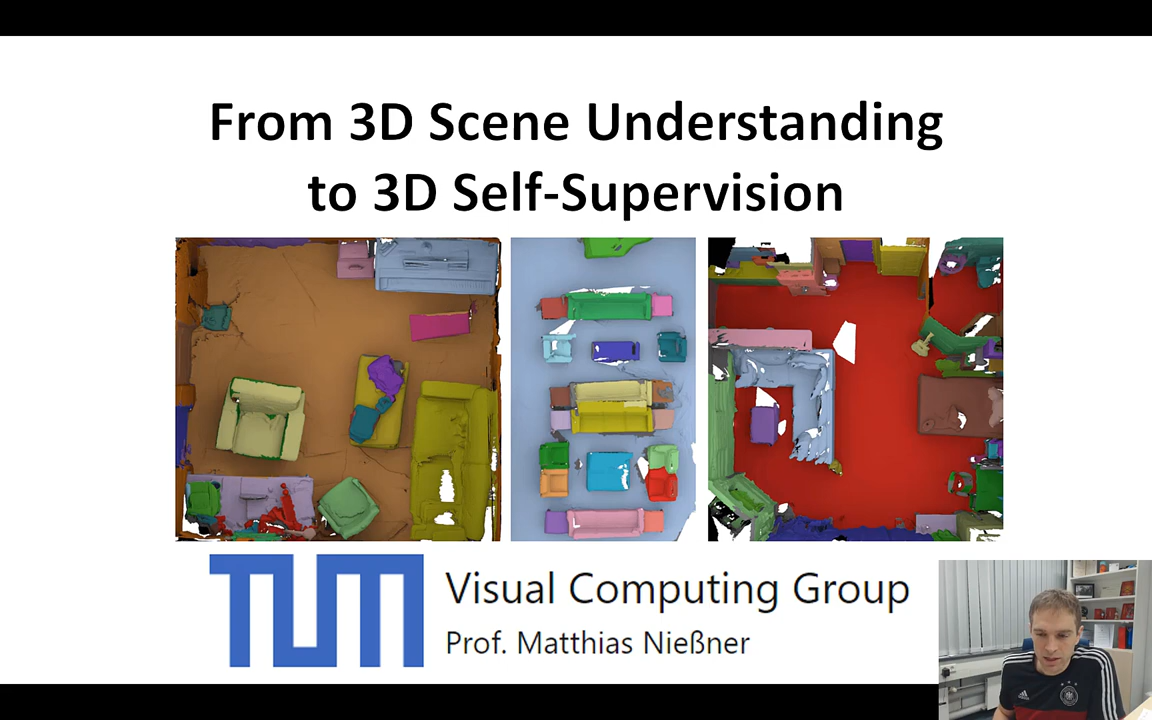 From 3D Scene Understanding
to 3D Self-Supervision
TUM
Visual Computing Group
Prof. Matthias Nießner